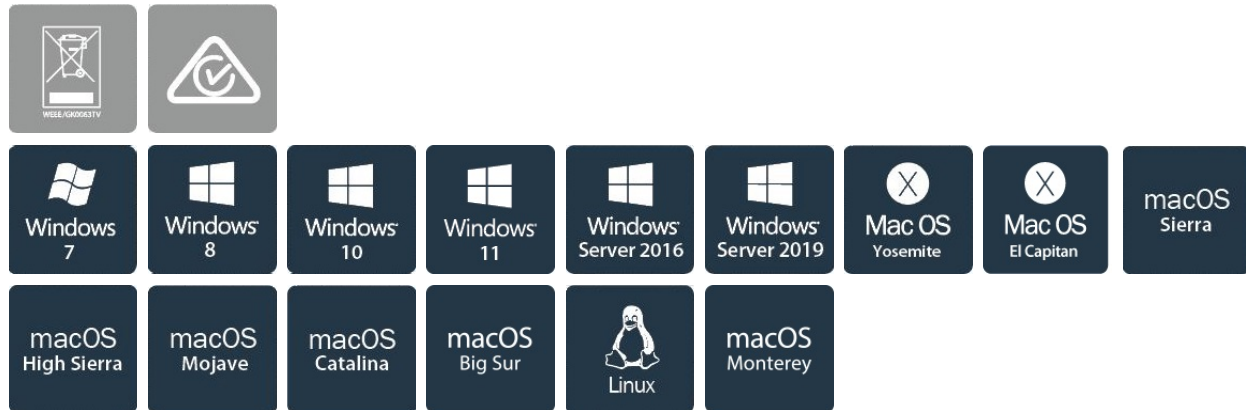 WEEE/GK0063TV
Windows
7
Windows
8
Windows
10
Windows
11
Windows
Server 2016
Windows
Server 2019
X
Mac OS
Yosemite
X
Mac OS
El Capitan
macOS
Sierra
macOS
High Sierra
macOS
Mojave
macOS
Catalina
macOS
Big Sur
Linux
macOS
Monterey